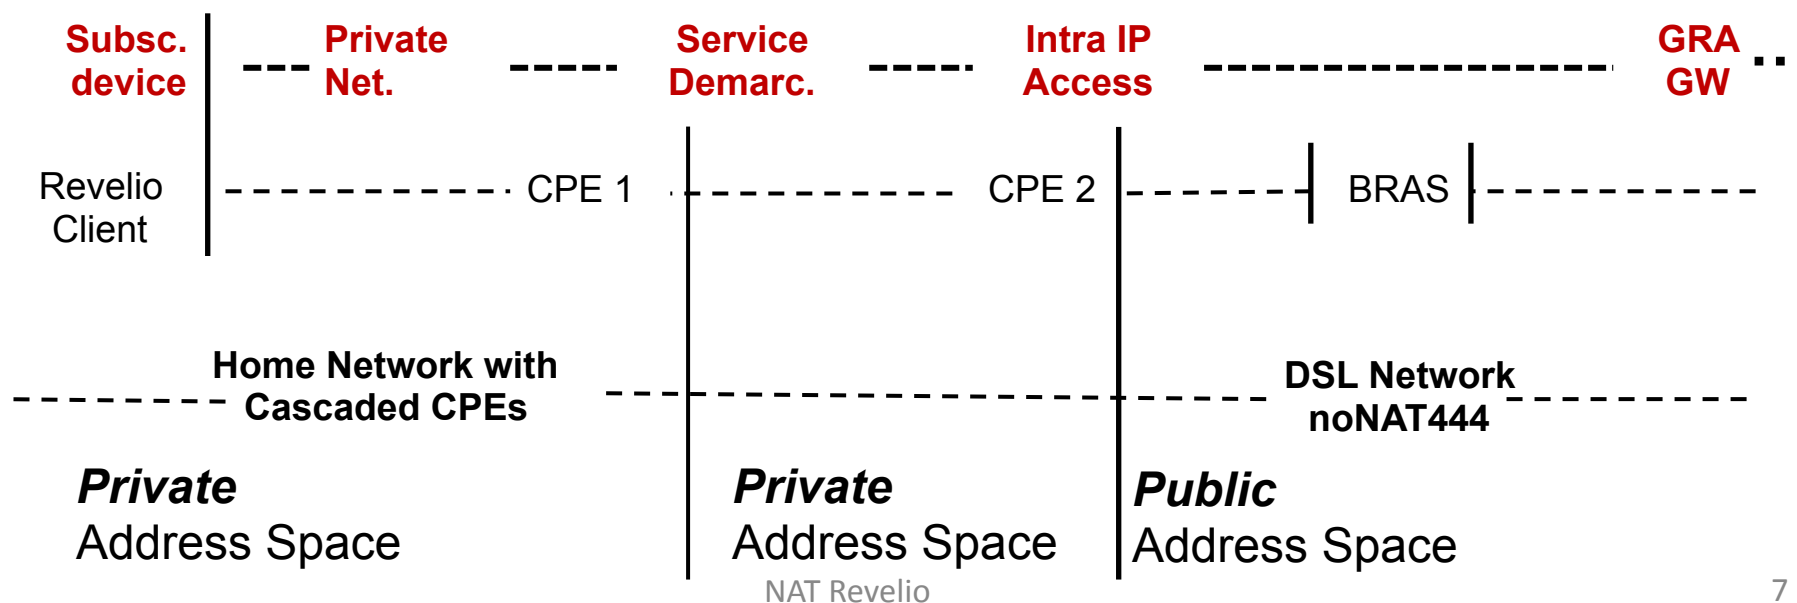 Subsc.
device
Private
Net.
Service
Demarc.
Intra IP
Access
GRA
GW
Revelio
Client
CPE 1
CPE 2
BRAS
Home Network with
Cascaded CPEs
DSL Network
noNAT444
Private
Address Space
Private
Address Space
Public
Address Space
NAT Revelio
7